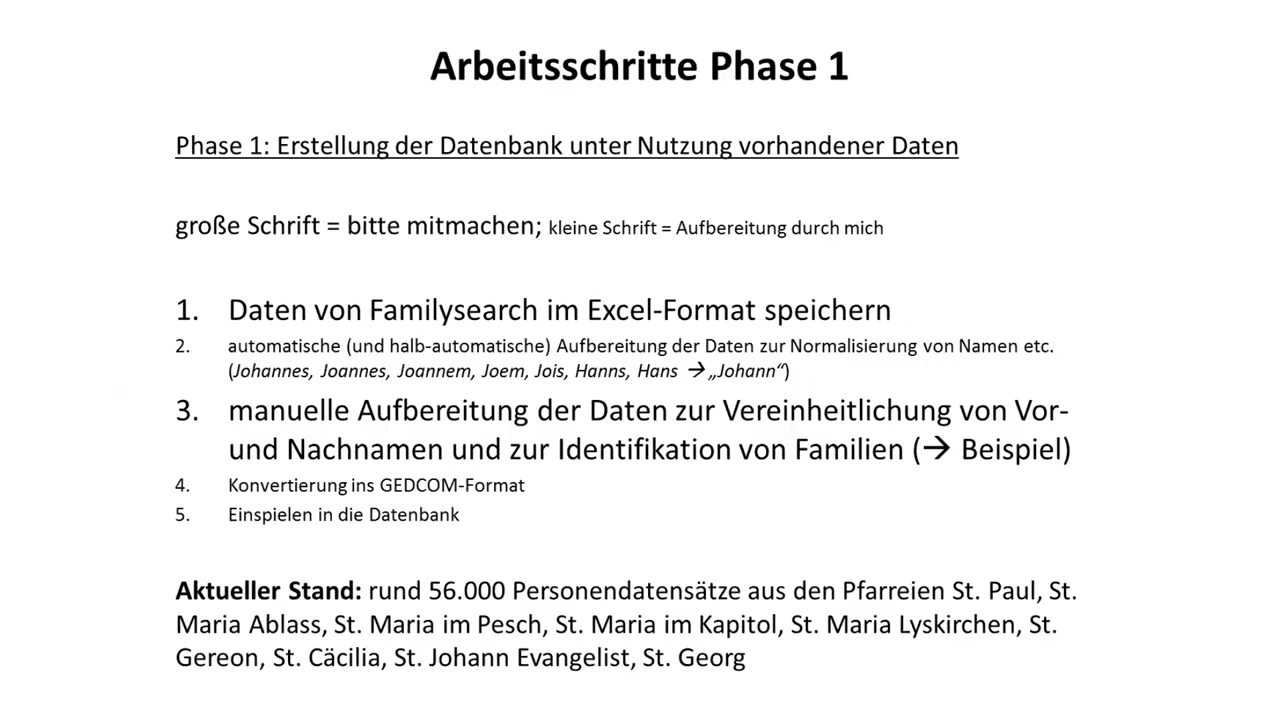 Arbeitsschritte Phase 1
Phase 1: Erstellung der Datenbank unter Nutzung vorhandener Daten
große Schrift = bitte mitmachen; kleine Schrift = Aufbereitung durch mich
1. Daten von Familysearch im Excel-Format speichern
2. automatische (und halb-automatische) Aufbereitung der Daten zur Normalisierung von Namen etc.
(Johannes, Joannes, Joannem, Joem, Jois, Hanns, Hans → „Johann“)
3. manuelle Aufbereitung der Daten zur Vereinheitlichung von Vor-
und Nachnamen und zur Identifikation von Familien (→ Beispiel)
4. Konvertierung ins GEDCOM-Format
5. Einspielen in die Datenbank
Aktueller Stand: rund 56.000 Personendatensätze aus den Pfarreien St. Paul, St.
Maria Ablass, St. Maria im Pesch, St. Maria im Kapitol, St. Maria Lyskirchen, St.
Gereon, St. Cäcilia, St. Johann Evangelist, St. Georg